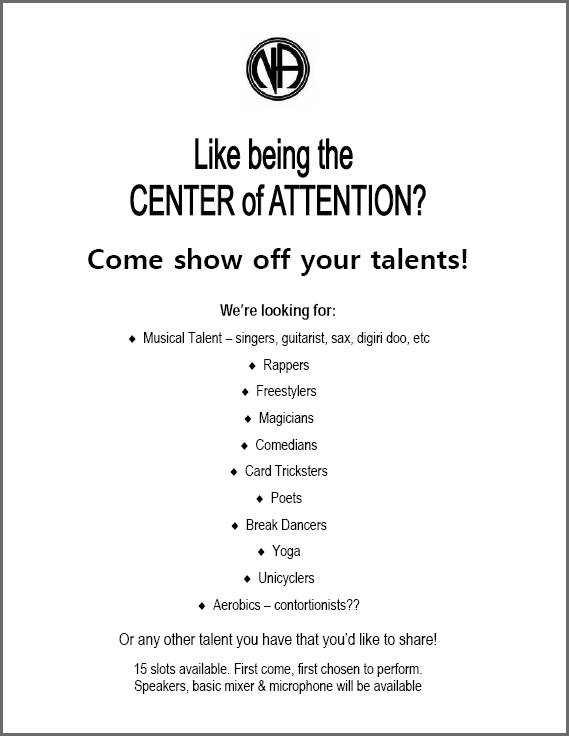 NA
Like being the
CENTER of ATTENTION?
Come show off your talents!
We're looking for:
♦ Musical Talent – singers, guitarist, sax, digiri doo, etc
♦ Rappers
♦ Freestylers
♦ Magicians
♦ Comedians
♦ Card Tricksters
♦ Poets
♦ Break Dancers
♦ Yoga
♦ Unicyclers
♦ Aerobics – contortionists??
Or any other talent you have that you'd like to share!
15 slots available. First come, first chosen to perform.
Speakers, basic mixer & microphone will be available